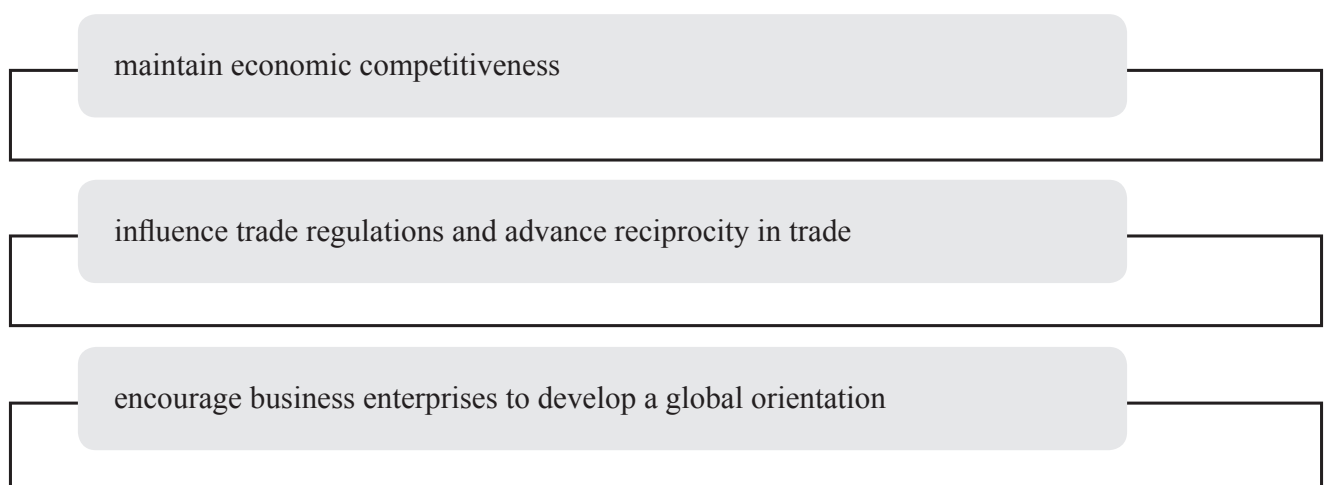 maintain economic competitiveness
influence trade regulations and advance reciprocity in trade
encourage business enterprises to develop a global orientation